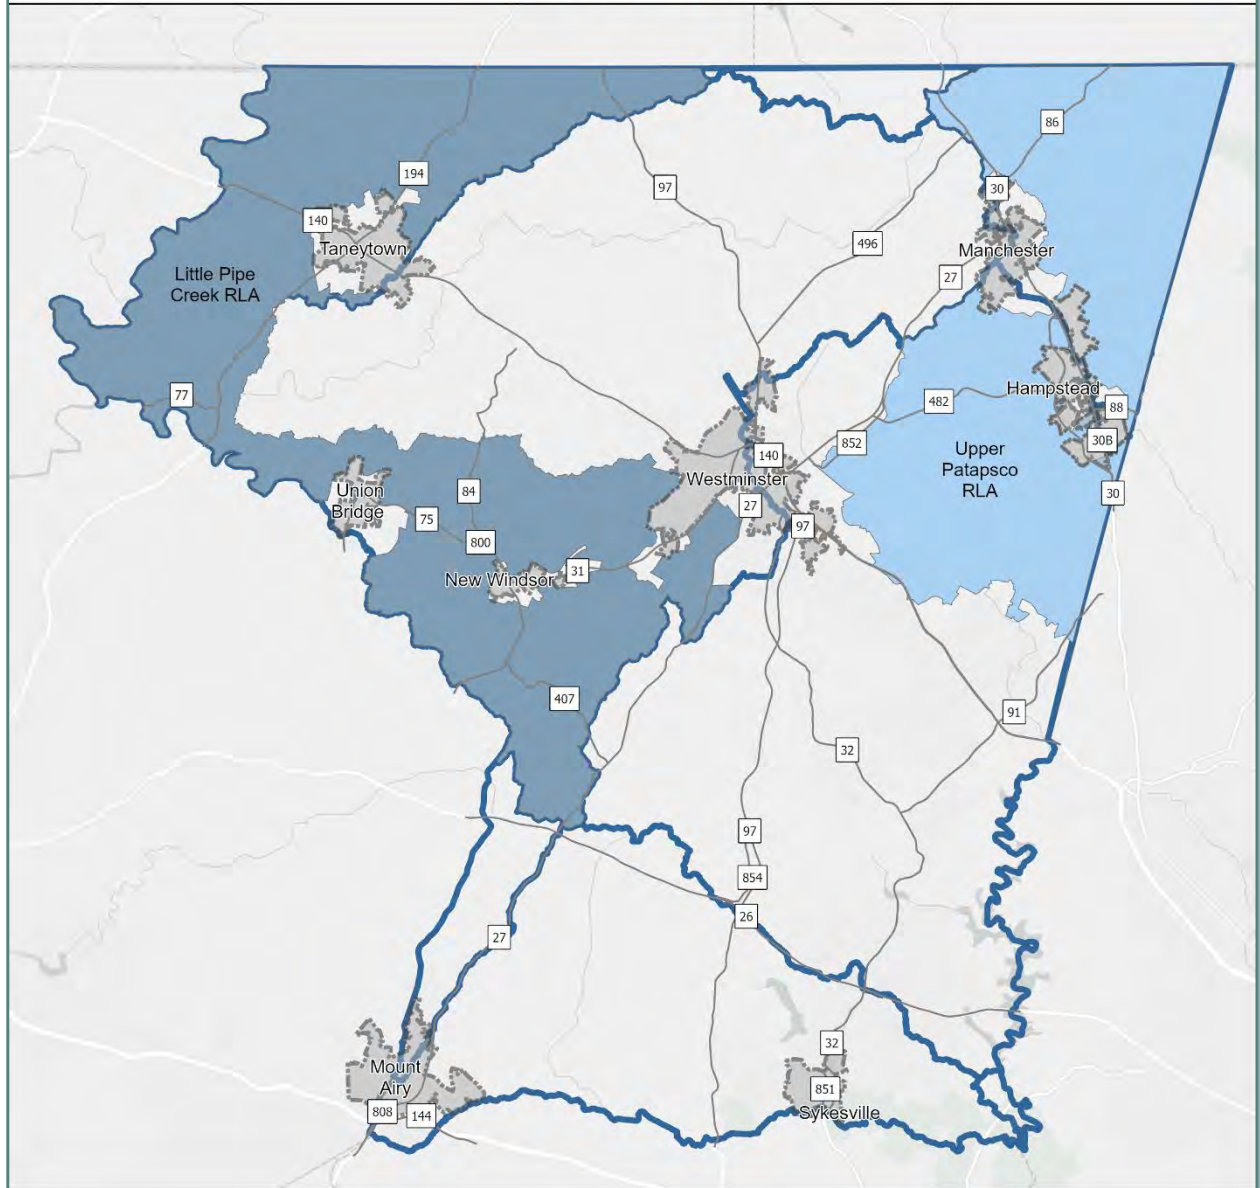 86
194
97
30
140
Taneytown
496
Manchester
Little Pipe
Creek RLA
27
77
Hampstead
482
88
852
30B
140
Upper
Patapsco
RLA
Westminster
Union
Bridge
84
30
27
75
97
800
31
New Windsor
407
91
32
97
854
26
27
32
Mount
Airy
851
808
144
Sykesville